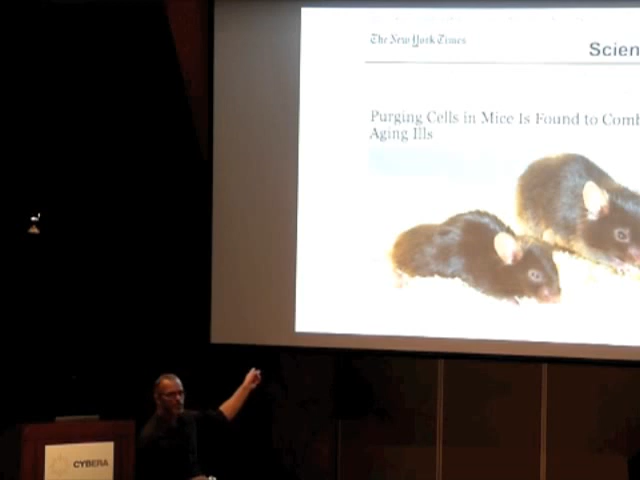 The New York Times
Scien
Purging Cells in Mice Is Found to Comb
Aging Ills
CYBERA